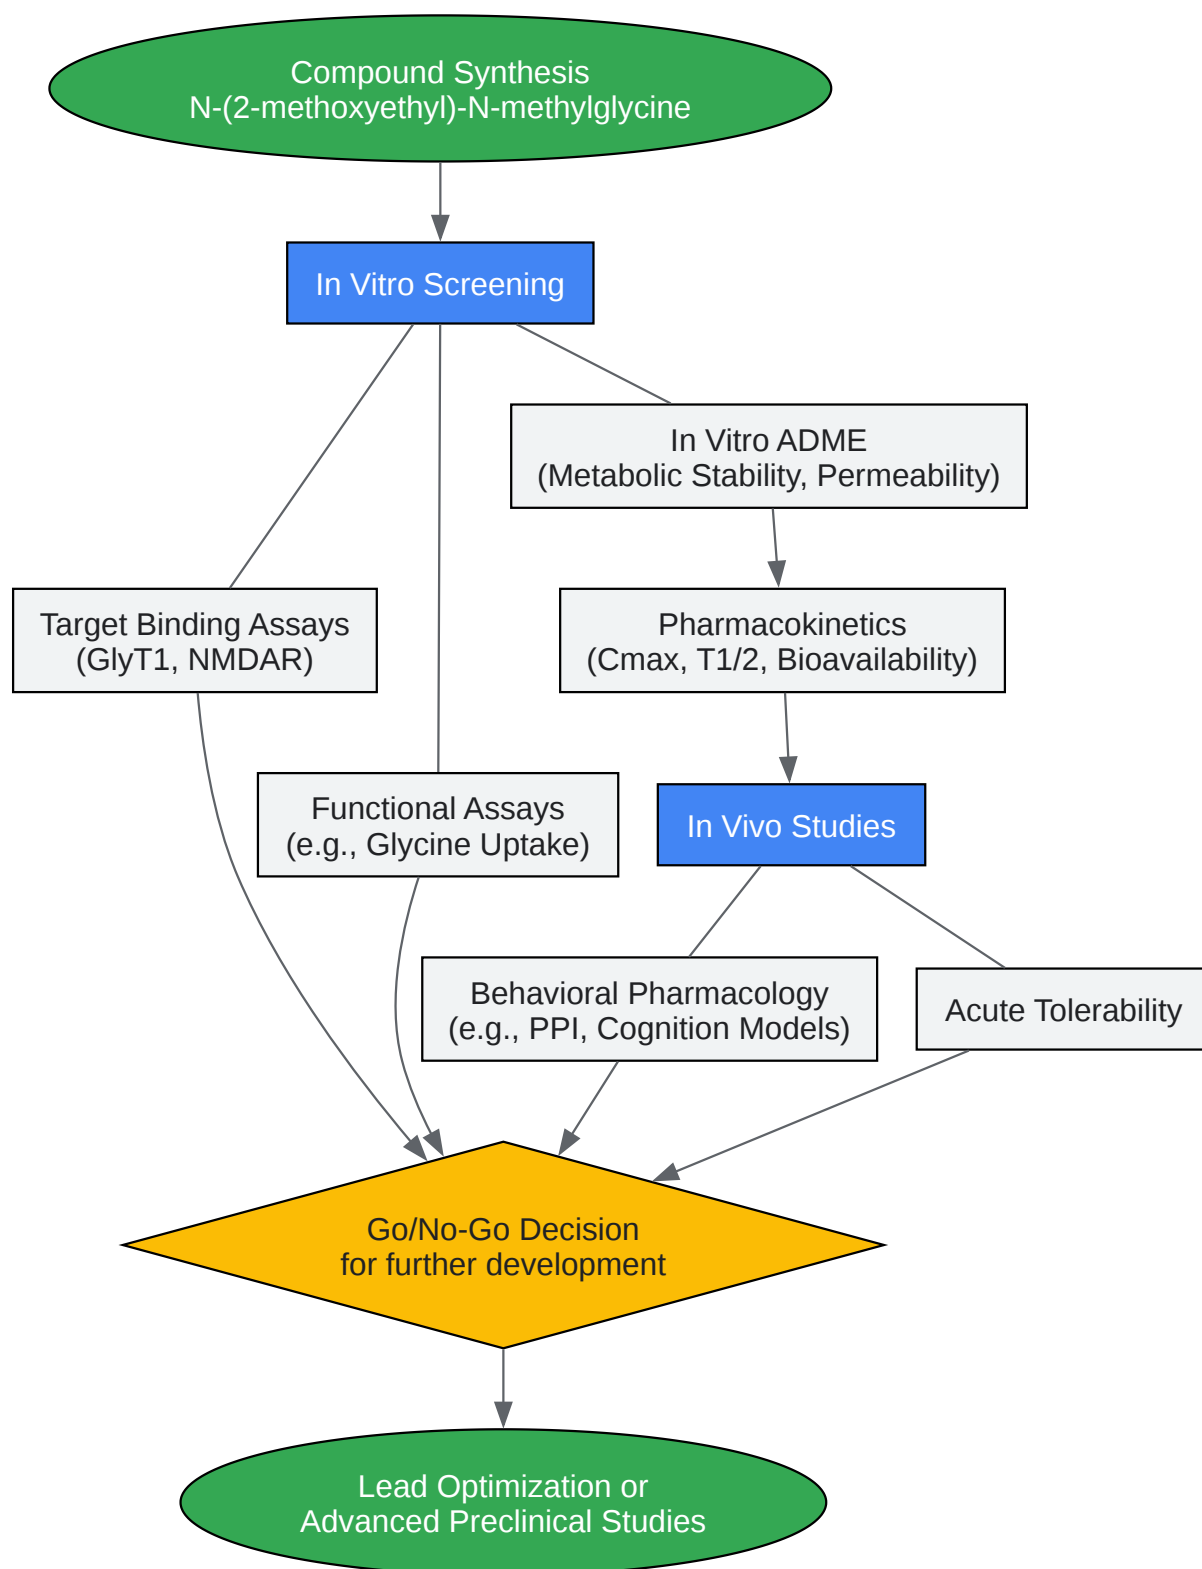 Compound Synthesis
N-(2-methoxyethyl)-N-methylglycine
In Vitro Screening
In Vitro ADME
(Metabolic Stability, Permeability)
Target Binding Assays
(GlyT1, NMDAR)
Pharmacokinetics
(Cmax, T1/2, Bioavailability)
Functional Assays
(e.g., Glycine Uptake)
In Vivo Studies
Behavioral Pharmacology
(e.g., PPI, Cognition Models)
Acute Tolerability
Go/No-Go Decision
for further development
Lead Optimization or
Advanced Preclinical Studies